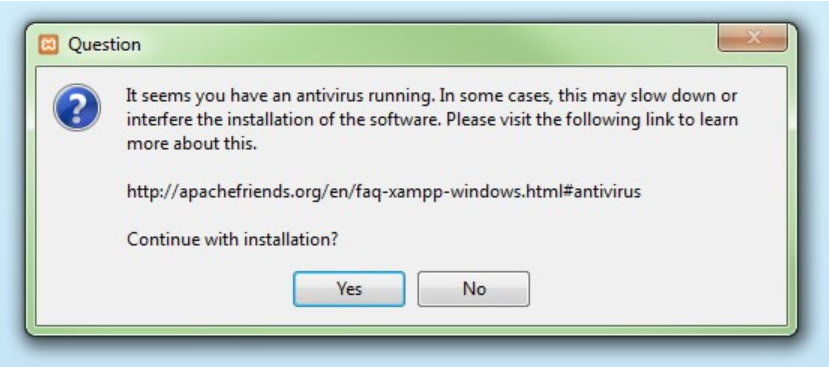 Question
It seems you have an antivirus running. In some cases, this may slow down or
interfere the installation of the software. Please visit the following link to learn
more about this.
http://apachefriends.org/en/faq-xampp-windows.html#antivirus
Continue with installation?
Yes No